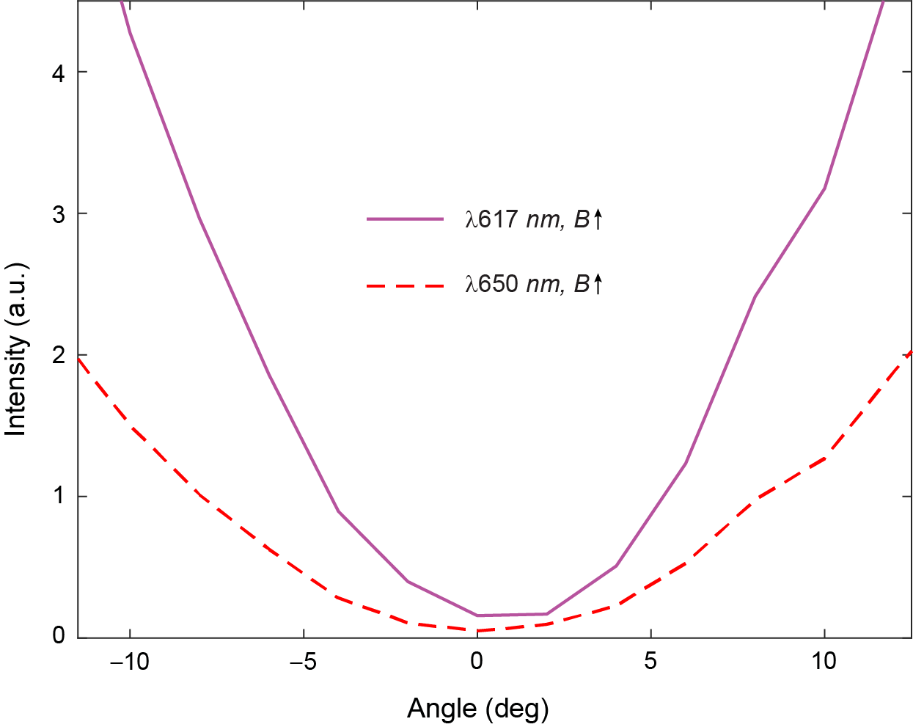 4
3
2
1
0
Intensity (a.u.)
λ617 nm, B↑
λ650 nm, B↑
−10
−5
0
5
10
Angle (deg)